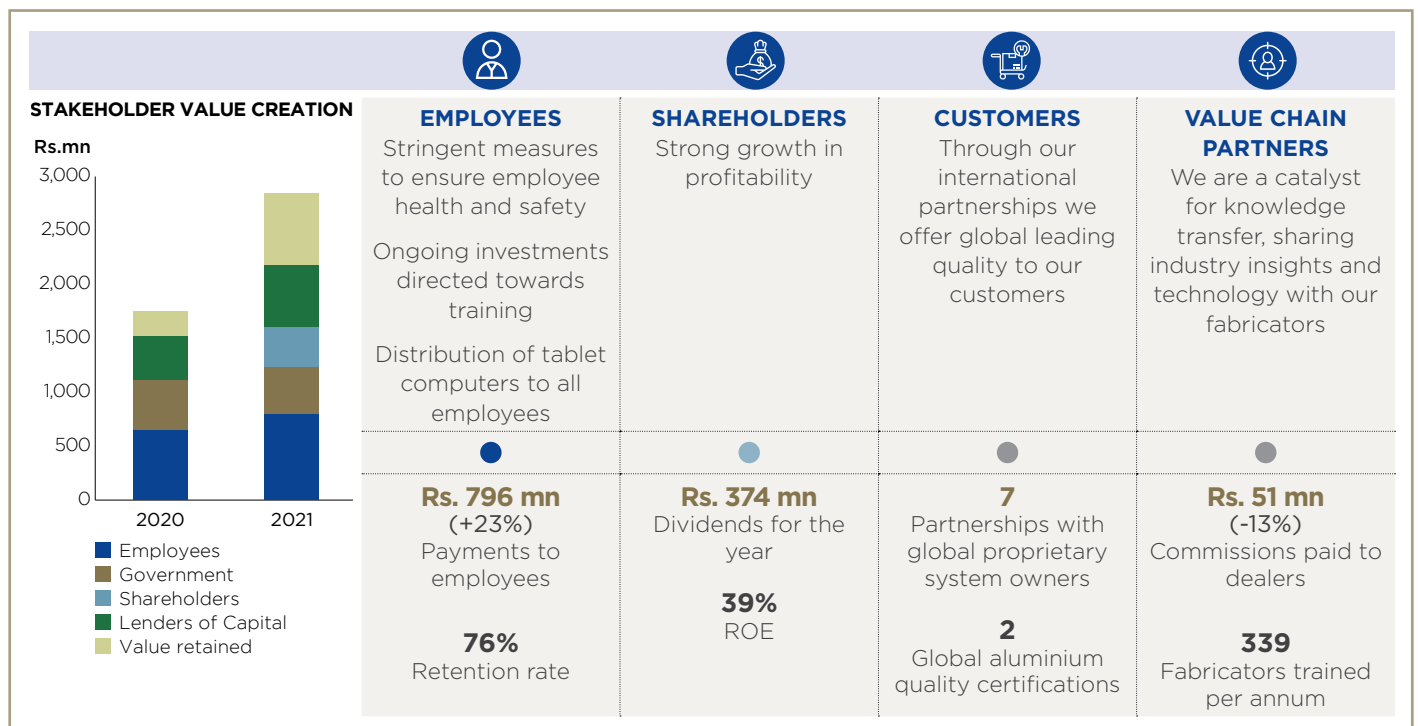 STAKEHOLDER VALUE CREATION
Rs.mn
3,000
2,500
2,000
1,500
1,000
500
0
2020
2021
Employees
Government
Shareholders
Lenders of Capital
Value retained
EMPLOYEES
Stringent measures
to ensure employee
health and safety
Ongoing investments
directed towards
training
Distribution of tablet
computers to all
employees
Rs. 796 mn
(+23%)
Payments to
employees
76%
Retention rate
SHAREHOLDERS
Strong growth in
profitability
Rs. 374 mn
Dividends for the
year
39%
ROE
CUSTOMERS
Through our
international
partnerships we
offer global leading
quality to our
customers
7
Partnerships with
global proprietary
system owners
2
Global aluminium
quality certifications
VALUE CHAIN
PARTNERS
We are a catalyst
for knowledge
transfer, sharing
industry insights and
technology with our
fabricators
Rs. 51 mn
(-13%)
Commissions paid to
dealers
339
Fabricators trained
per annum